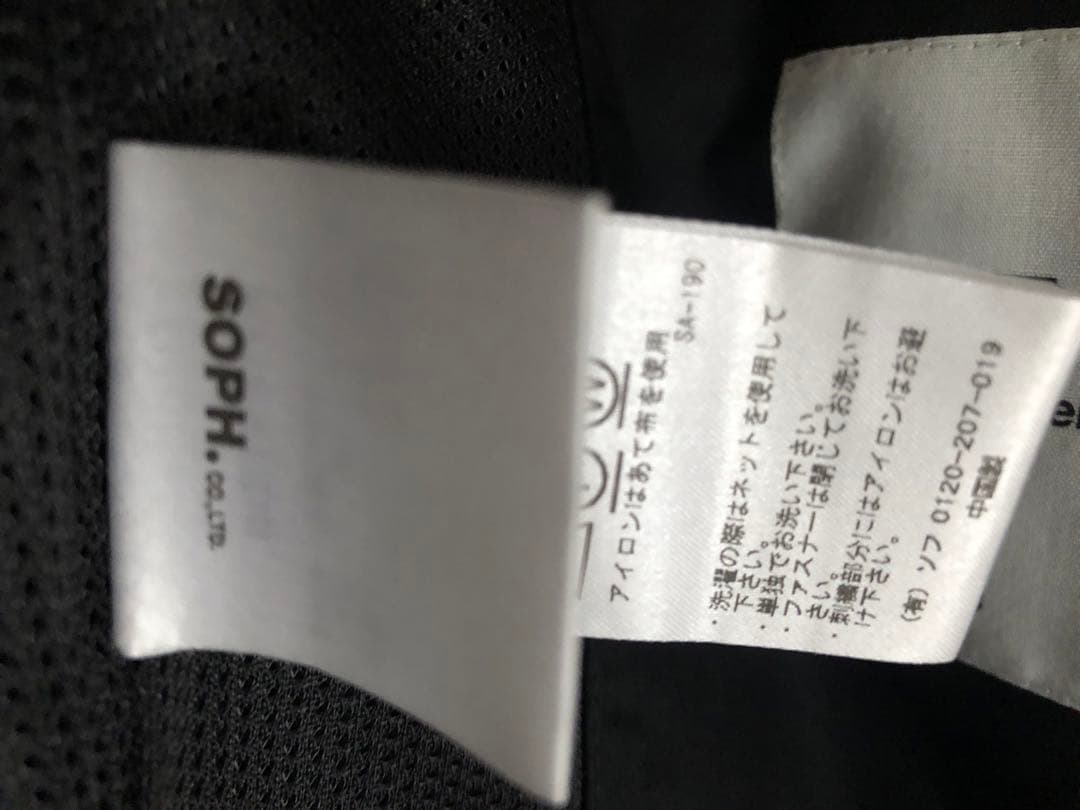 SOPH.CO.,LTD.
SA-190
アイロンはあて布を使用
・洗濯の際はネットを使用して
下さい。
・単独でお洗い下さい。
・ファスナーは閉じてお洗い下
さい。
・刺繍部分にはアイロンはお避
け下さい。
(有) ソフ 0120-207-019
中国製